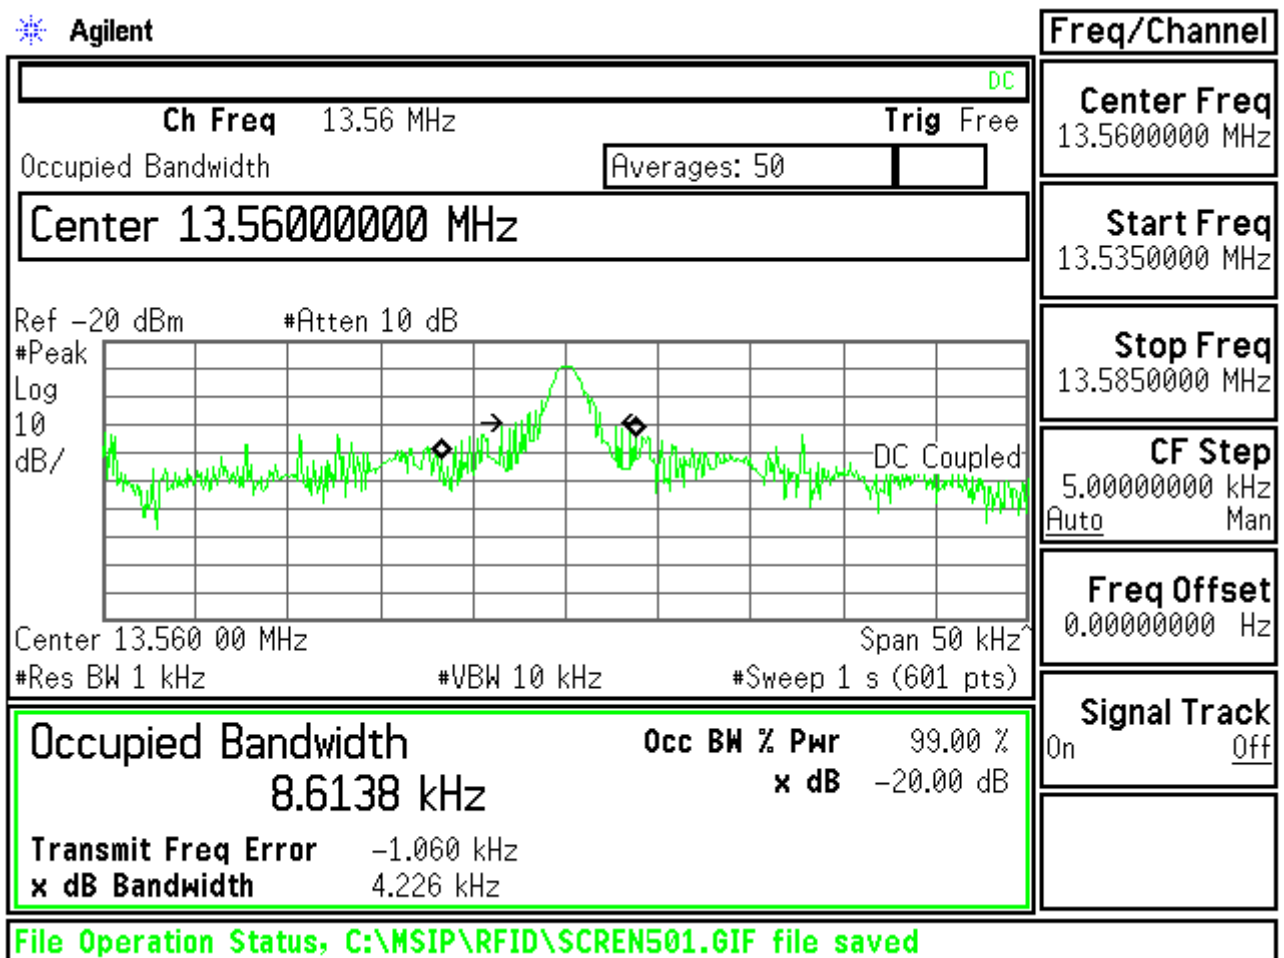 Agilent
Freq/Channel
DC
Ch Freq 13.56 MHz Trig Free
Occupied Bandwidth Averages: 50
Center 13.56000000 MHz
Ref -20 dBm #Atten 10 dB
#Peak
Log
10
dB/
DC Coupled
Center 13.560 00 MHz Span 50 kHz^
#Res BW 1 kHz #VBW 10 kHz #Sweep 1 s (601 pts)
Occupied Bandwidth Occ BW % Pwr 99.00 %
8.6138 kHz x dB -20.00 dB
Transmit Freq Error -1.060 kHz
x dB Bandwidth 4.226 kHz
Center Freq
13.5600000 MHz
Start Freq
13.5350000 MHz
Stop Freq
13.5850000 MHz
CF Step
5.00000000 kHz
Auto Man
Freq Offset
0.00000000 Hz
Signal Track
On Off
File Operation Status, C:\MSIP\RFID\SCREN501.GIF file saved